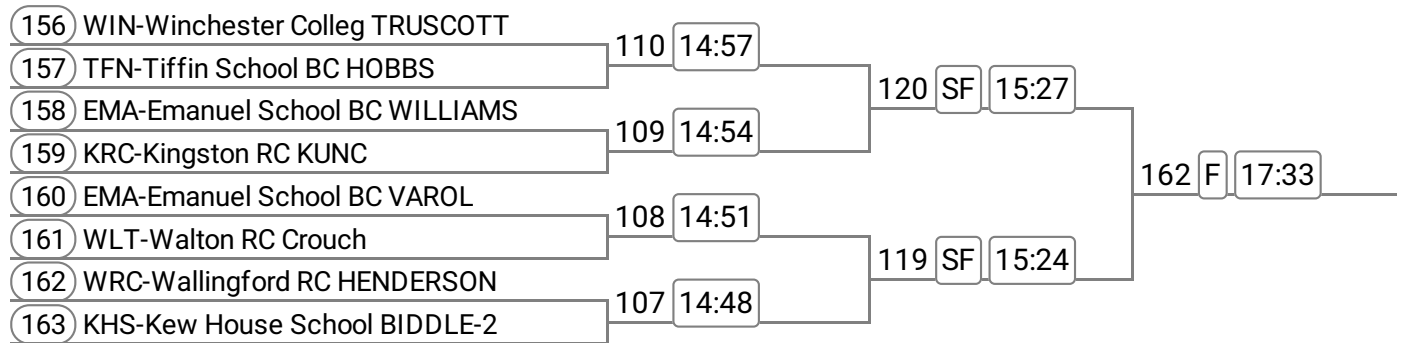 156 WIN-Winchester Colleg TRUSCOTT
110 14:57
157 TFN-Tiffin School BC HOBBS
120 SF 15:27
158 EMA-Emanuel School BC WILLIAMS
109 14:54
159 KRC-Kingston RC KUNC
162 F 17:33
160 EMA-Emanuel School BC VAROL
108 14:51
161 WLT-Walton RC Crouch
119 SF 15:24
162 WRC-Wallingford RC HENDERSON
107 14:48
163 KHS-Kew House School BIDDLE-2